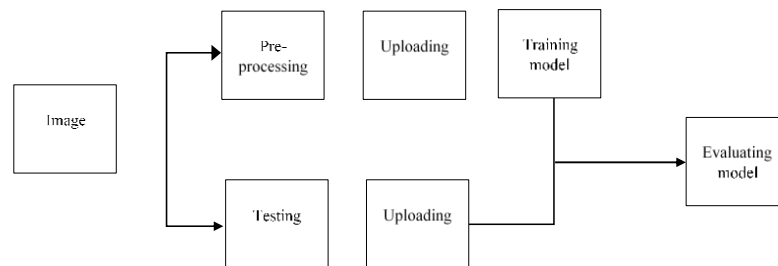 Pre-
processing
Uploading
Training
model
Image
Evaluating
model
Testing
Uploading